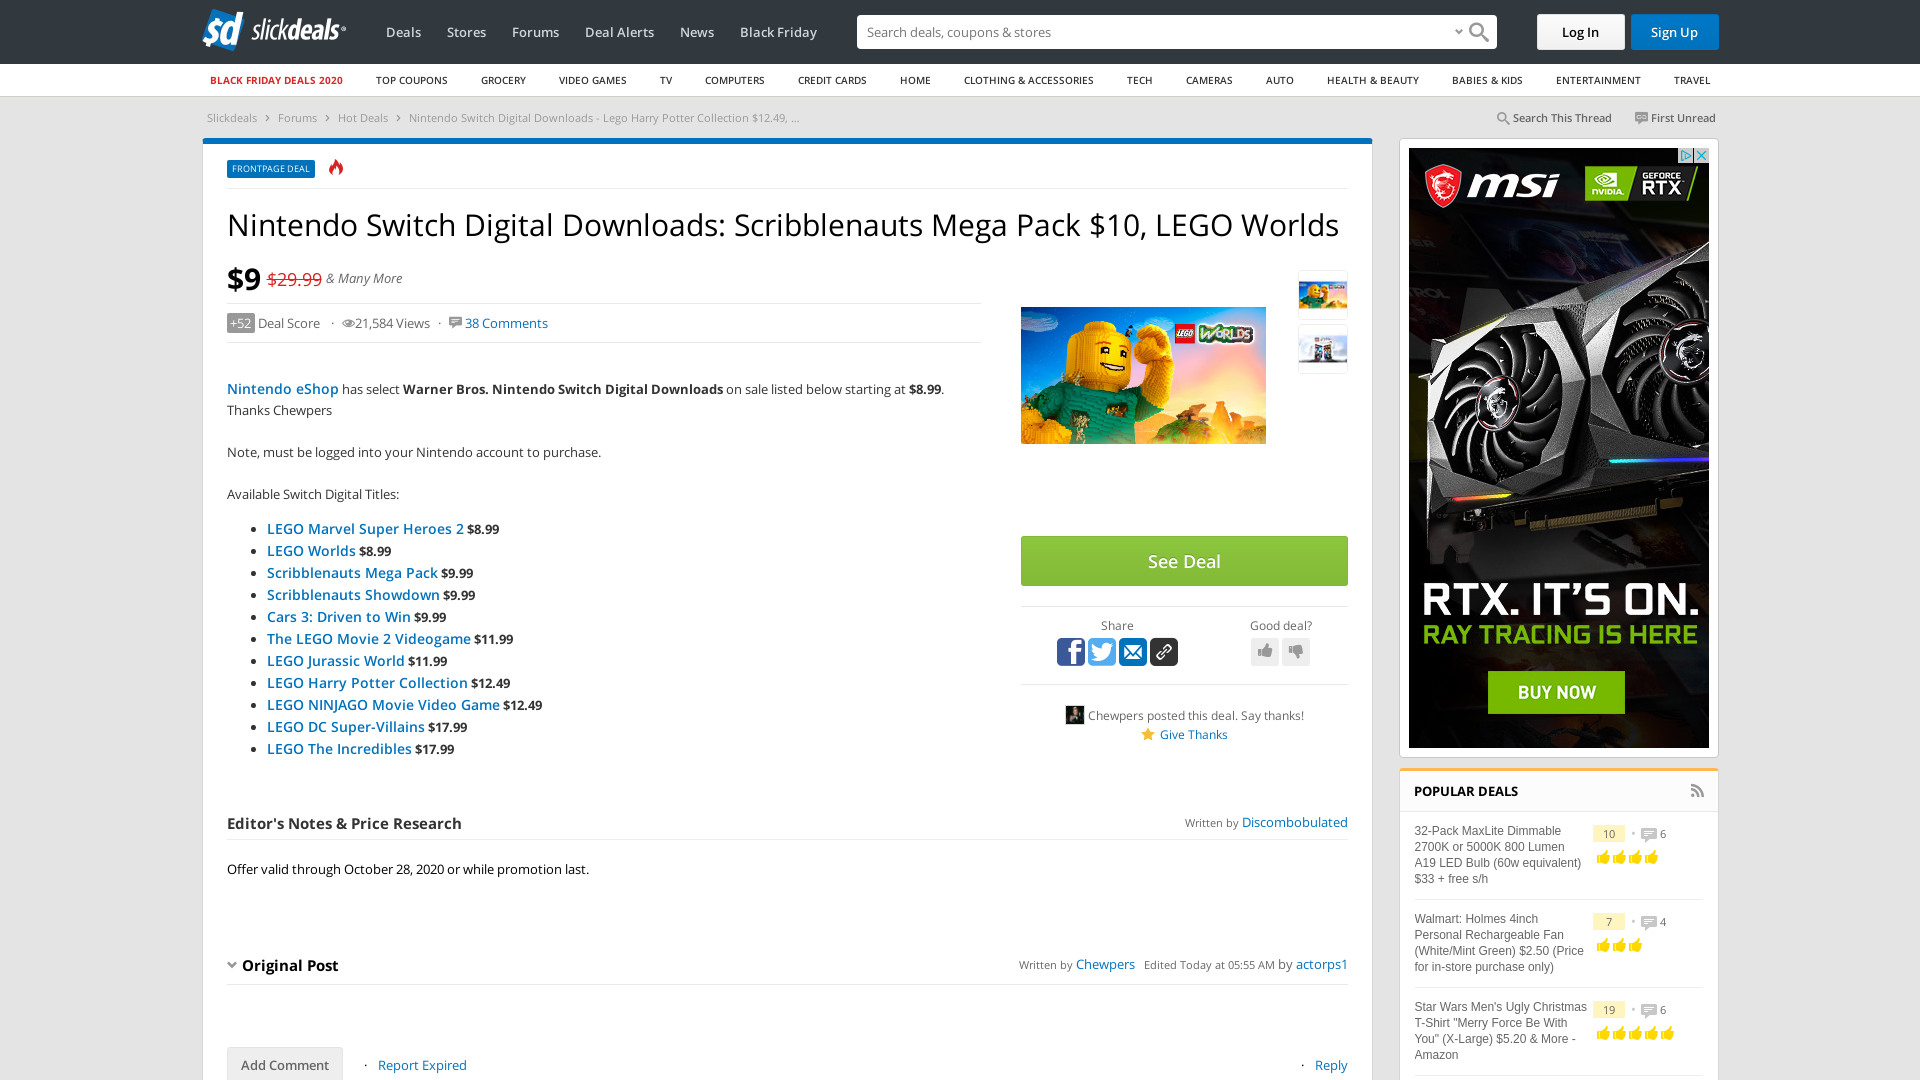 sd slickdeals
Deals Stores Forums Deal Alerts News Black Friday
Search deals, coupons & stores
Log In Sign Up
BLACK FRIDAY DEALS 2020 TOP COUPONS GROCERY VIDEO GAMES TV COMPUTERS CREDIT CARDS HOME CLOTHING & ACCESSORIES TECH CAMERAS AUTO HEALTH & BEAUTY BABIES & KIDS ENTERTAINMENT TRAVEL
Slickdeals › Forums › Hot Deals › Nintendo Switch Digital Downloads - Lego Harry Potter Collection $12.49, ...
Search This Thread First Unread
FRONTPAGE DEAL
Nintendo Switch Digital Downloads: Scribblenauts Mega Pack $10, LEGO Worlds
$9 $29.99 & Many More
+52 Deal Score · 21,584 Views · 38 Comments
Nintendo eShop has select Warner Bros. Nintendo Switch Digital Downloads on sale listed below starting at $8.99.
Thanks Chewpers
Note, must be logged into your Nintendo account to purchase.
Available Switch Digital Titles:
• LEGO Marvel Super Heroes 2 $8.99
• LEGO Worlds $8.99
• Scribblenauts Mega Pack $9.99
• Scribblenauts Showdown $9.99
• Cars 3: Driven to Win $9.99
• The LEGO Movie 2 Videogame $11.99
• LEGO Jurassic World $11.99
• LEGO Harry Potter Collection $12.49
• LEGO NINJAGO Movie Video Game $12.49
• LEGO DC Super-Villains $17.99
• LEGO The Incredibles $17.99
LEGO WORLDS
See Deal
Share
Good deal?
Chewpers posted this deal. Say thanks!
Give Thanks
Editor's Notes & Price Research
Written by Discombobulated
Offer valid through October 28, 2020 or while promotion last.
Original Post
Written by Chewpers Edited Today at 05:55 AM by actorps1
Add Comment · Report Expired
· Reply
msi
NVIDIA GEFORCE RTX
RTX. IT'S ON.
RAY TRACING IS HERE
BUY NOW
POPULAR DEALS
32-Pack MaxLite Dimmable
2700K or 5000K 800 Lumen
A19 LED Bulb (60w equivalent)
$33 + free s/h
10 • 6
Walmart: Holmes 4inch
Personal Rechargeable Fan
(White/Mint Green) $2.50 (Price
for in-store purchase only)
7 • 4
Star Wars Men's Ugly Christmas
T-Shirt "Merry Force Be With
You" (X-Large) $5.20 & More -
Amazon
19 • 6